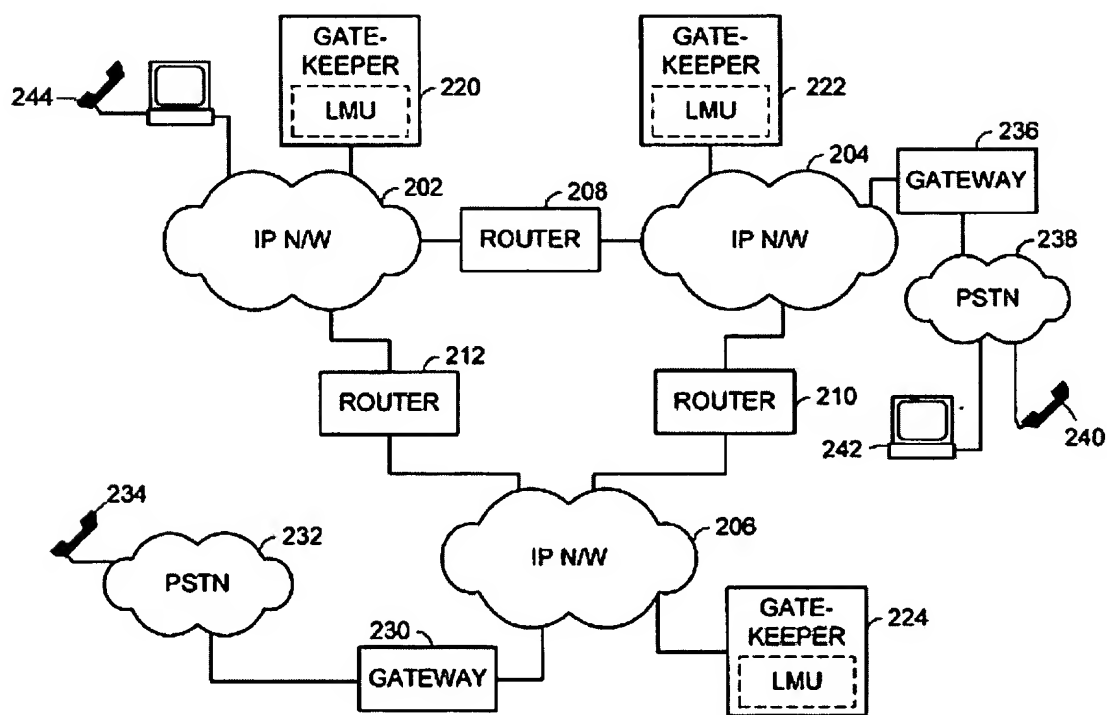 GATE-
KEEPER
LMU
220
244
GATE-
KEEPER
LMU
222
202
IP N/W
208
ROUTER
204
IP N/W
236
GATEWAY
238
PSTN
212
ROUTER
ROUTER
210
242
240
234
232
PSTN
206
IP N/W
230
GATEWAY
GATE-
KEEPER
LMU
224